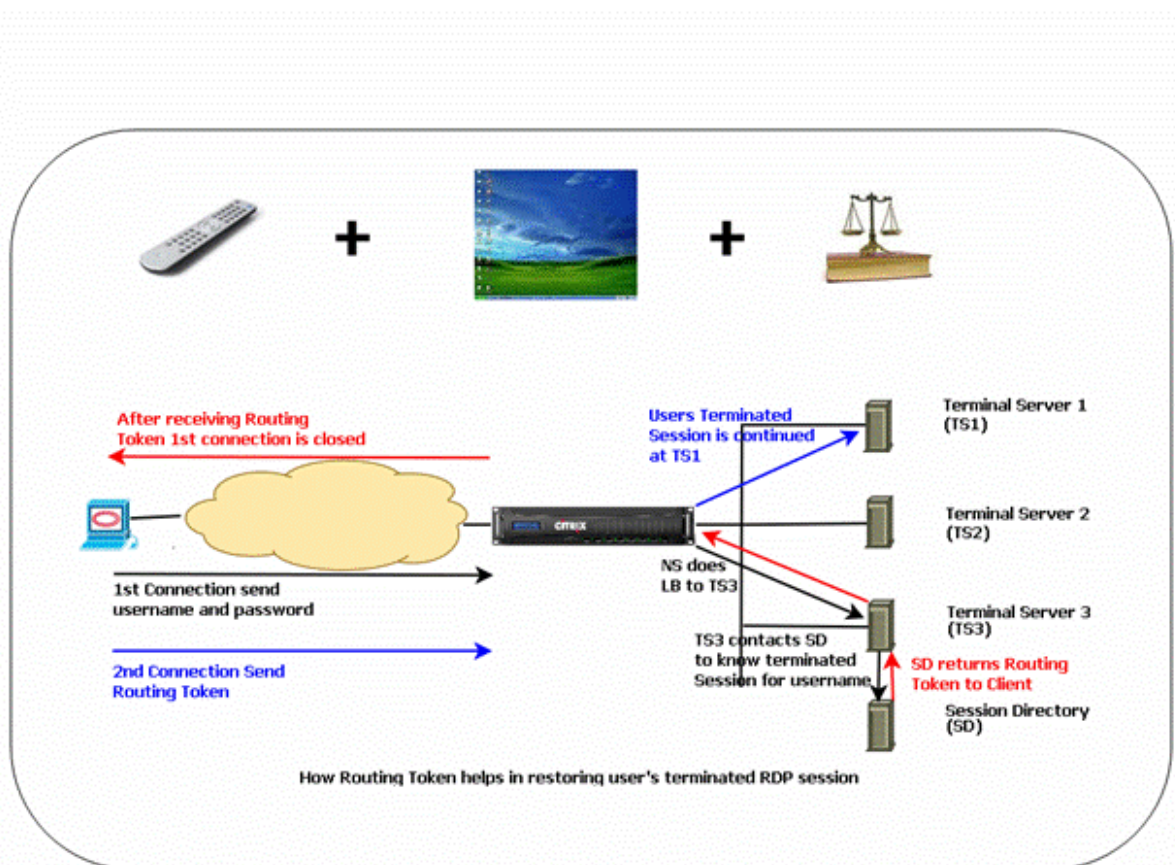 After receiving Routing
Token 1st connection is closed
Users Terminated
Session is continued
at TS1
Terminal Server 1
(TS1)
CITRIX
Terminal Server 2
(TS2)
NS does
LB to TS3
1st Connection send
username and password
Terminal Server 3
(TS3)
TS3 contacts SD
to know terminated
Session for username
2nd Connection Send
Routing Token
SD returns Routing
Token to Client
Session Directory
(SD)
How Routing Token helps in restoring user's terminated RDP session